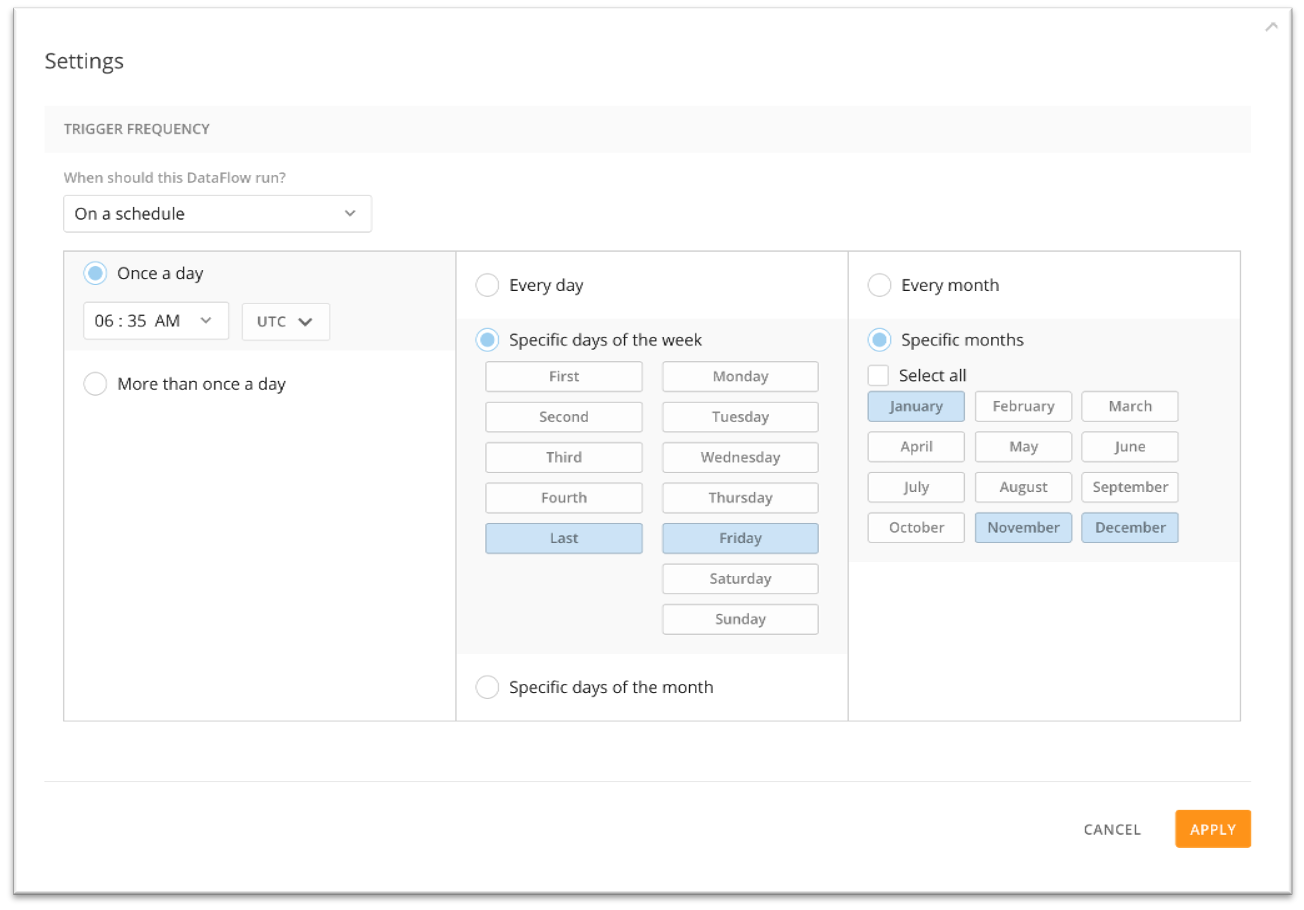 Settings
TRIGGER FREQUENCY
When should this DataFlow run?
On a schedule
Once a day
06 : 35 AM
UTC
More than once a day
Every day
Specific days of the week
First
Monday
Second
Tuesday
Third
Wednesday
Fourth
Thursday
Last
Friday
Saturday
Sunday
Specific days of the month
Every month
Specific months
Select all
January February March
April May June
July August September
October November December
CANCEL APPLY